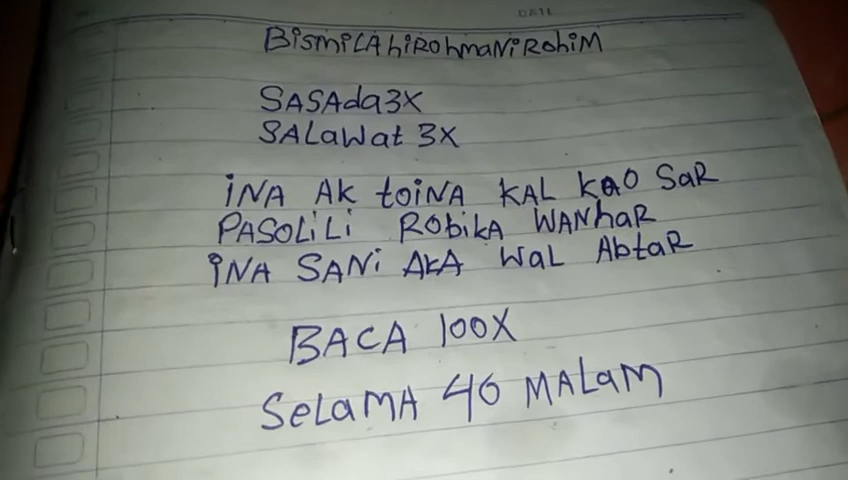 DATE
BismiLAhiROhmaNiRohiM
SASAda3X
SALaWat 3X
iNA AK toiNA KAL KAO SaR
PASOLiLi RObikA WANhaR
iNA SANi AKA WaL AbtaR
BACA 100X
SeLaMA 40 MALaM